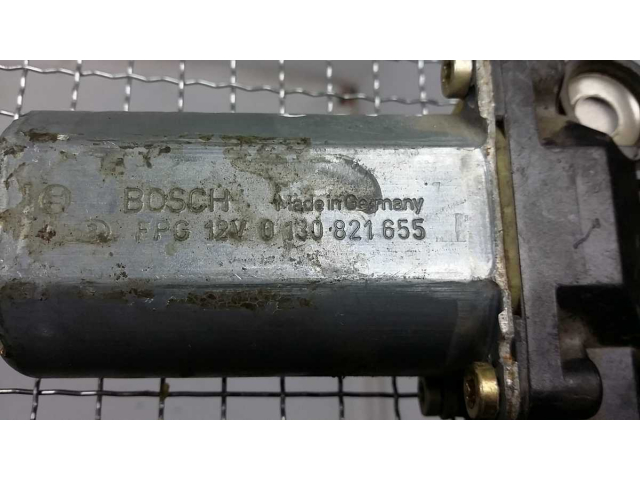 BOSCH Made in Germany
FPG 12V 0 130 821 655